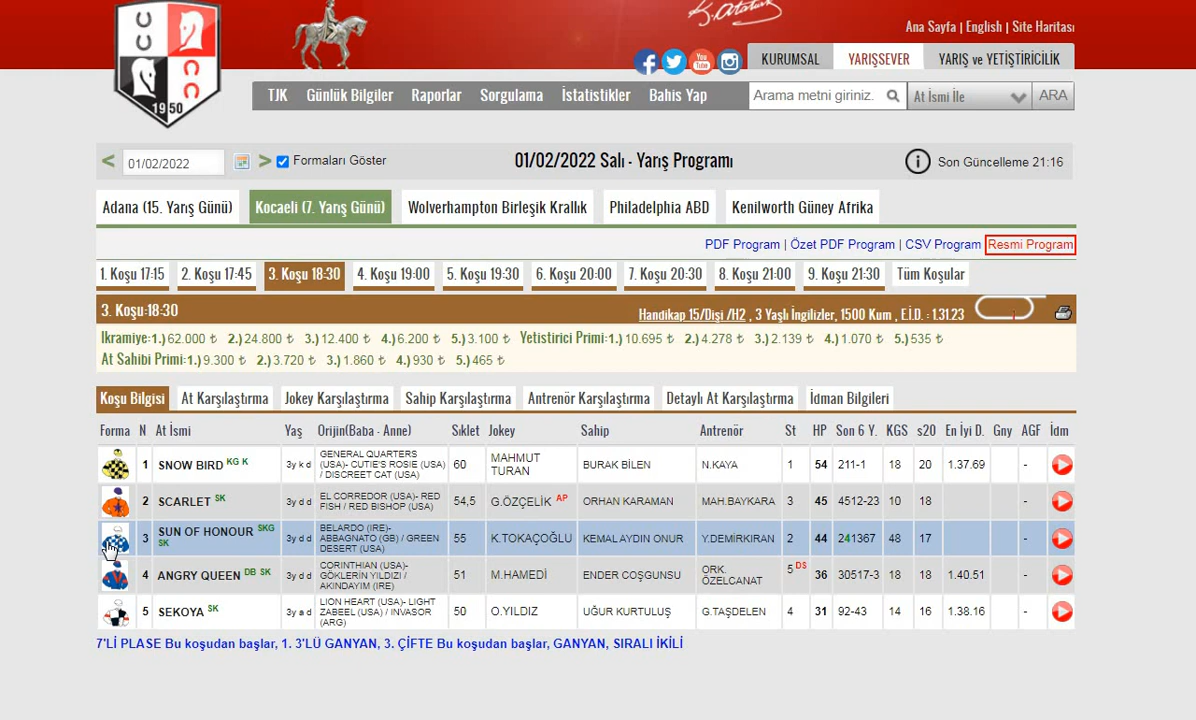 K. Atatürk
Ana Sayfa | English | Site Haritası
KURUMSAL YARIŞSEVER YARIŞ ve YETİŞTİRİCİLİK
1950
TJK Günlük Bilgiler Raporlar Sorgulama İstatistikler Bahis Yap Arama metni giriniz. At İsmi İle ARA
< 01/02/2022 > Formaları Göster 01/02/2022 Salı - Yarış Programı Son Güncelleme 21:16
Adana (15. Yarış Günü) Kocaeli (7. Yarış Günü) Wolverhampton Birleşik Krallık Philadelphia ABD Kenilworth Güney Afrika
PDF Program | Özet PDF Program | CSV Program Resmi Program
1. Koşu 17:15 2. Koşu 17:45 3. Koşu 18:30 4. Koşu 19:00 5. Koşu 19:30 6. Koşu 20:00 7. Koşu 20:30 8. Koşu 21:00 9. Koşu 21:30 Tüm Koşular
3. Koşu:18:30 Handikap 15/Dişi /H2 , 3 Yaşlı İngilizler, 1500 Kum , E.İ.D. : 1.31.23
İkramiye: 1.) 62.000 ₺ 2.) 24.800 ₺ 3.) 12.400 ₺ 4.) 6.200 ₺ 5.) 3.100 ₺ Yetistirici Primi: 1.) 10.695 ₺ 2.) 4.278 ₺ 3.) 2.139 ₺ 4.) 1.070 ₺ 5.) 535 ₺
At Sahibi Primi: 1.) 9.300 ₺ 2.) 3.720 ₺ 3.) 1.860 ₺ 4.) 930 ₺ 5.) 465 ₺
Koşu Bilgisi At Karşılaştırma Jokey Karşılaştırma Sahip Karşılaştırma Antrenör Karşılaştırma Detaylı At Karşılaştırma İdman Bilgileri
Forma N At İsmi Yaş Orijin(Baba - Anne) Sıklet Jokey Sahip Antrenör St HP Son 6 Y. KGS s20 En İyi D. Gny AGF İdm
1 SNOW BIRD KG K 3y k d GENERAL QUARTERS (USA)- CUTIE'S ROSIE (USA) / DISCREET CAT (USA) 60 MAHMUT TURAN BURAK BİLEN N.KAYA 1 54 211-1 18 20 1.37.69 -
2 SCARLET SK 3y d d EL CORREDOR (USA)- RED FISH / RED BISHOP (USA) 54,5 G.ÖZÇELİK AP ORHAN KARAMAN MAH.BAYKARA 3 45 4512-23 10 18 -
3 SUN OF HONOUR SKG SK 3y d d BELARDO (IRE)- ABBAGNATO (GB) / GREEN DESERT (USA) 55 K.TOKAÇOĞLU KEMAL AYDIN ONUR Y.DEMİRKIRAN 2 44 241367 48 17 -
4 ANGRY QUEEN DB SK 3y d d CORINTHIAN (USA)- GÖKLERİN YILDIZI / AKINDAYIM (IRE) 51 M.HAMEDİ ENDER COŞGUNSU ORK. ÖZELCANAT 5 DS 36 30517-3 18 18 1.40.51 -
5 SEKOYA SK 3y a d LION HEART (USA)- LIGHT ZABEEL (USA) / INVASOR (ARG) 50 O.YILDIZ UĞUR KURTULUŞ G.TAŞDELEN 4 31 92-43 14 16 1.38.16 -
7'Lİ PLASE Bu koşudan başlar, 1. 3'LÜ GANYAN, 3. ÇİFTE Bu koşudan başlar, GANYAN, SIRALI İKİLİ